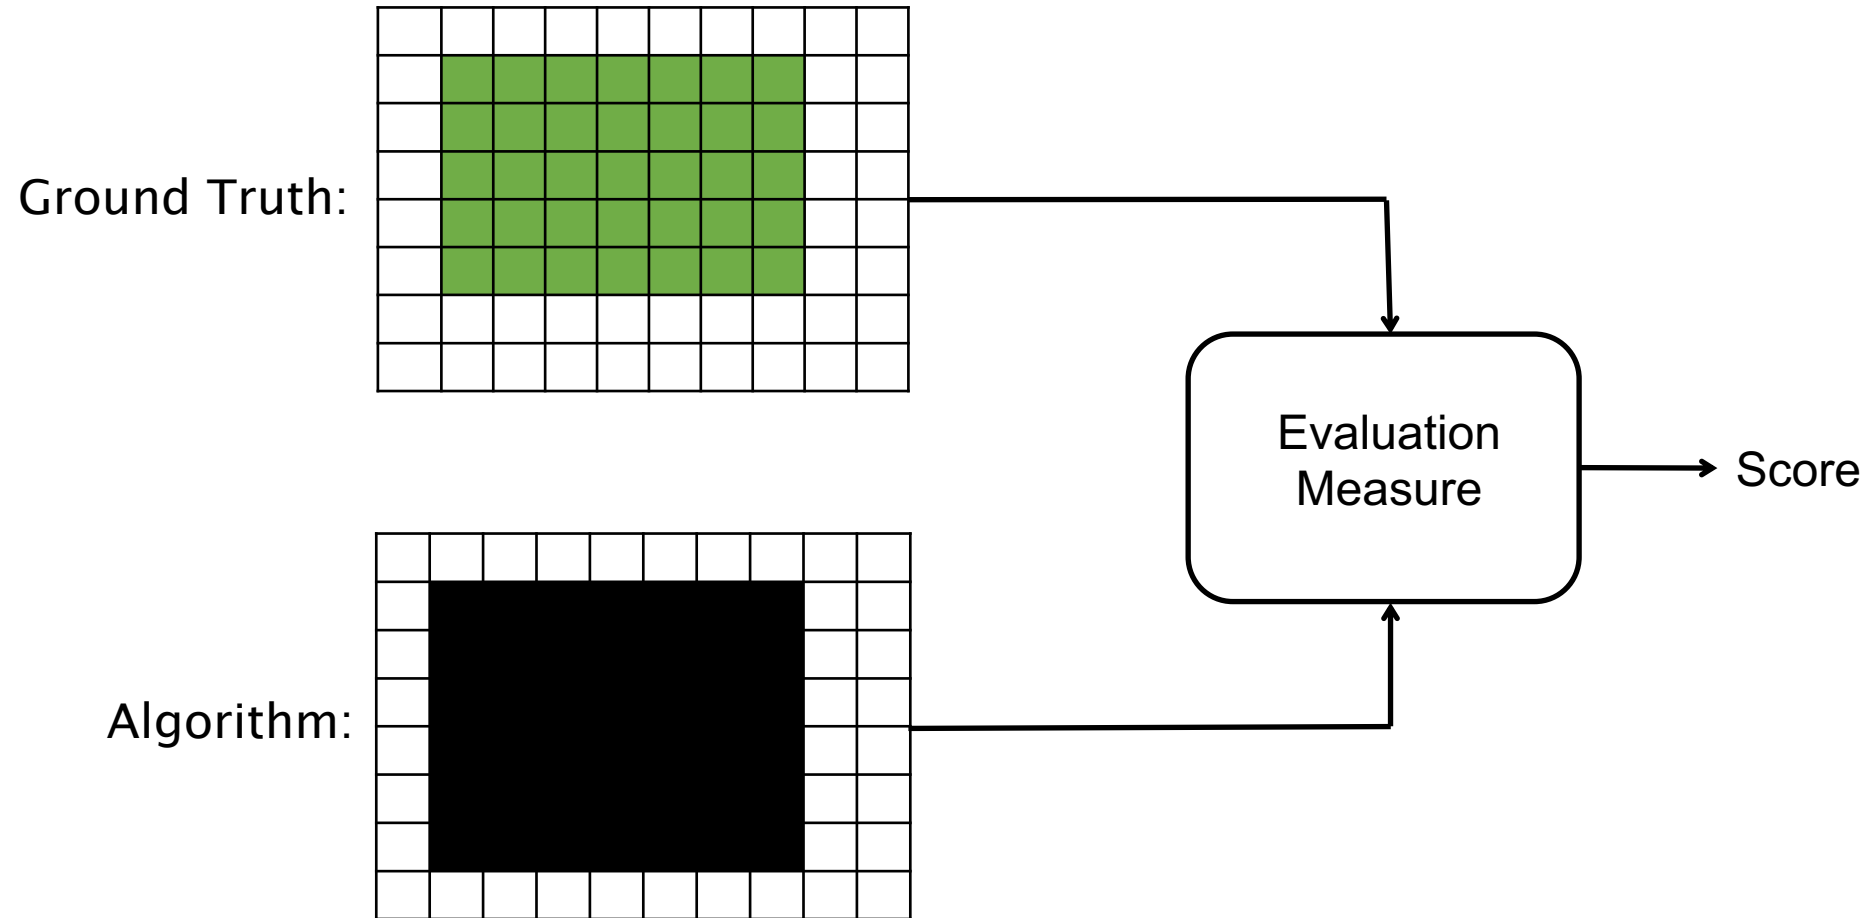 Ground Truth:
Evaluation
Measure
Score
Algorithm: